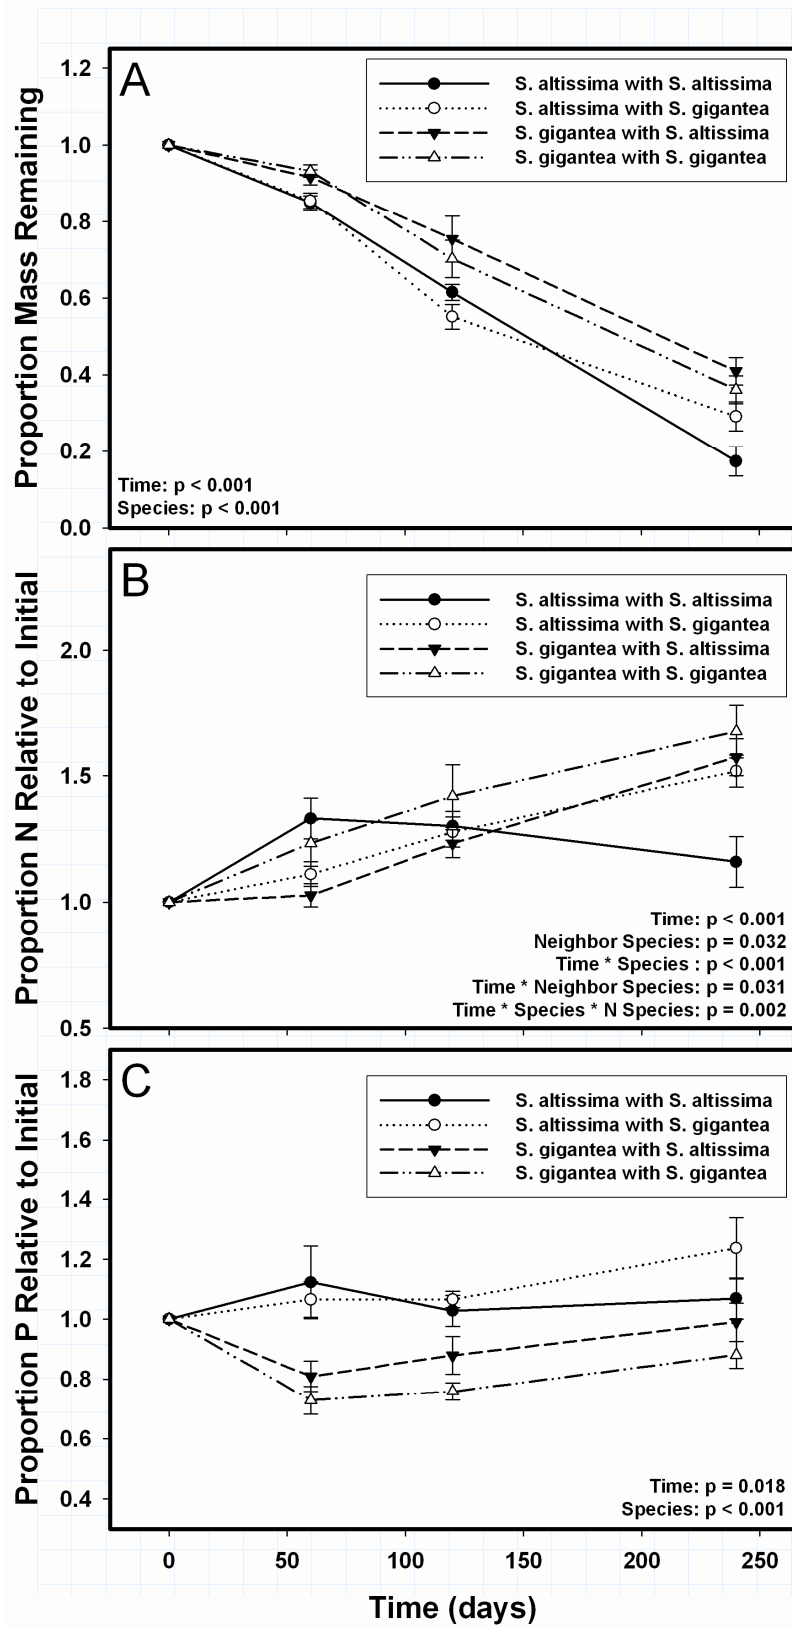 A
S. altissima with S. altissima
S. altissima with S. gigantea
S. gigantea with S. altissima
S. gigantea with S. gigantea
Proportion Mass Remaining
1.2
1.0
0.8
0.6
0.4
0.2
0.0
Time: p < 0.001
Species: p < 0.001
B
S. altissima with S. altissima
S. altissima with S. gigantea
S. gigantea with S. altissima
S. gigantea with S. gigantea
Proportion N Relative to Initial
2.0
1.5
1.0
0.5
Time: p < 0.001
Neighbor Species: p = 0.032
Time * Species : p < 0.001
Time * Neighbor Species: p = 0.031
Time * Species * N Species: p = 0.002
C
S. altissima with S. altissima
S. altissima with S. gigantea
S. gigantea with S. altissima
S. gigantea with S. gigantea
Proportion P Relative to Initial
1.8
1.6
1.4
1.2
1.0
0.8
0.6
0.4
Time: p = 0.018
Species: p < 0.001
0 50 100 150 200 250
Time (days)